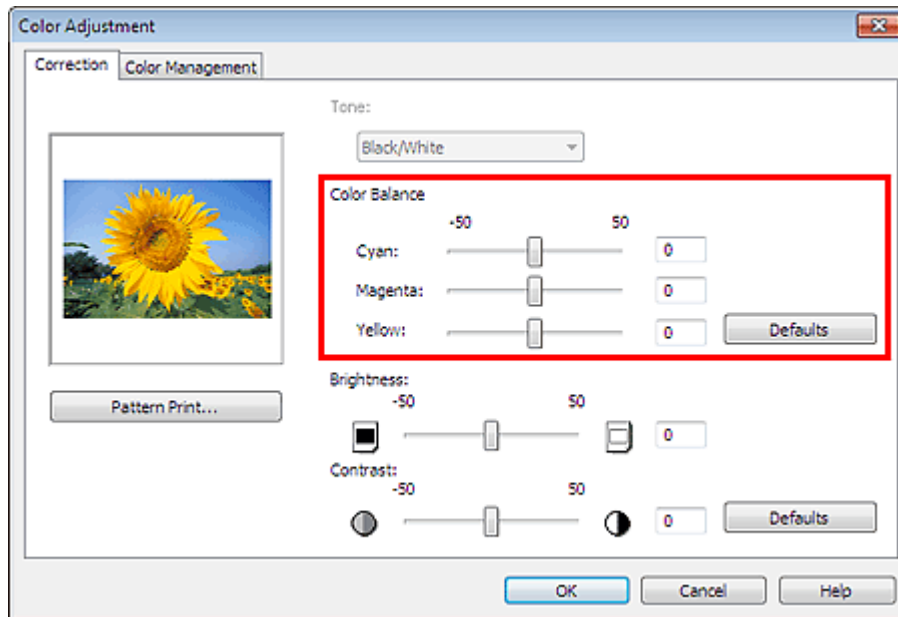 Color Adjustment
Correction
Color Management
Tone:
Black/White
Color Balance
-50 50
Cyan: 0
Magenta: 0
Yellow: 0 Defaults
Pattern Print...
Brightness:
-50 50
0
Contrast:
-50 50
0 Defaults
OK Cancel Help